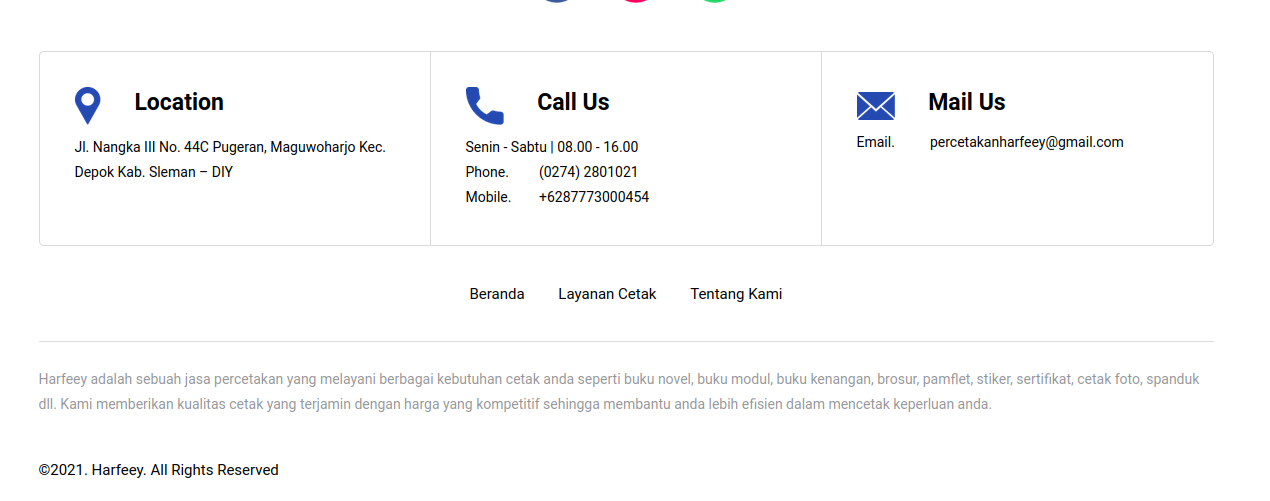 Location
Jl. Nangka III No. 44C Pugeran, Maguwoharjo Kec.
Depok Kab. Sleman – DIY
Call Us
Senin - Sabtu | 08.00 - 16.00
Phone. (0274) 2801021
Mobile. +6287773000454
Mail Us
Email. percetakanharfeey@gmail.com
Beranda Layanan Cetak Tentang Kami
Harfeey adalah sebuah jasa percetakan yang melayani berbagai kebutuhan cetak anda seperti buku novel, buku modul, buku kenangan, brosur, pamflet, stiker, sertifikat, cetak foto, spanduk
dll. Kami memberikan kualitas cetak yang terjamin dengan harga yang kompetitif sehingga membantu anda lebih efisien dalam mencetak keperluan anda.
©2021. Harfeey. All Rights Reserved